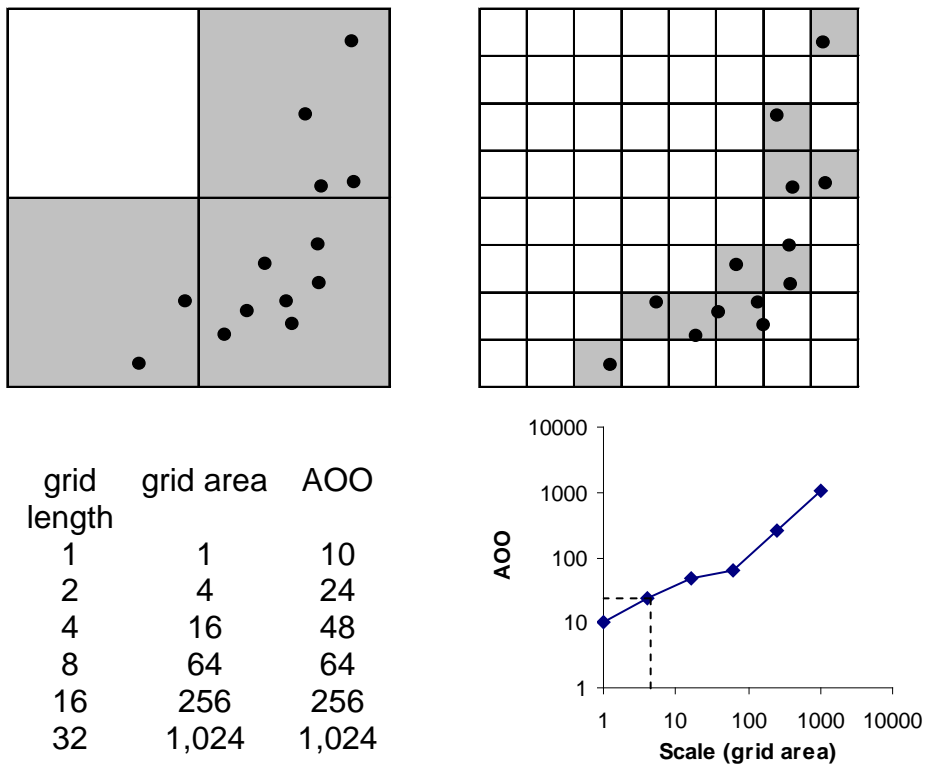 grid length grid area AOO
1 1 10
2 4 24
4 16 48
8 64 64
16 256 256
32 1,024 1,024
AOO
10000
1000
100
10
1
1 10 100 1000 10000
Scale (grid area)